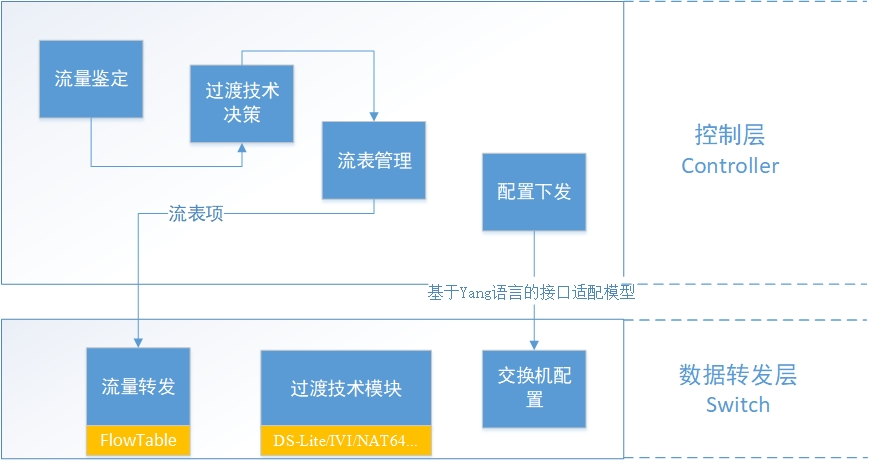 流量鉴定
过渡技术
决策
流表管理
配置下发
控制层
Controller
流表项
基于Yang语言的接口适配模型
流量转发
FlowTable
过渡技术模块
DS-Lite/IVI/NAT64...
交换机配
置
数据转发层
Switch